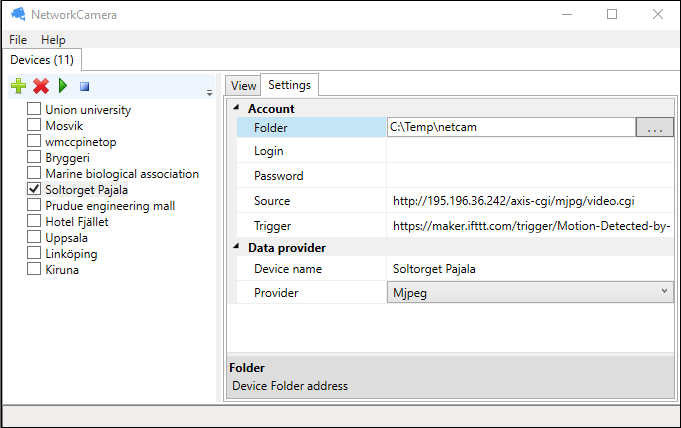 NetworkCamera
File Help
Devices (11)
Union university
Mosvik
wmccpinetop
Bryggeri
Marine biological association
Soltorget Pajala
Prudue engineering mall
Hotel Fjället
Uppsala
Linköping
Kiruna
View Settings
Account
Folder C:\Temp\netcam ...
Login
Password
Source http://195.196.36.242/axis-cgi/mjpg/video.cgi
Trigger https://maker.ifttt.com/trigger/Motion-Detected-by-
Data provider
Device name Soltorget Pajala
Provider Mjpeg
Folder
Device Folder address